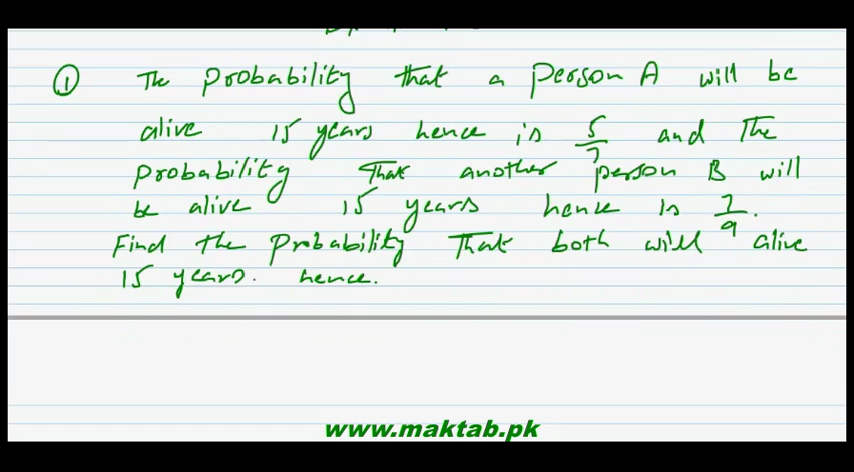 ① The probability that a person A will be
alive 15 years hence is 5/7 and the
probability that another person B will
be alive 15 years hence is 7/9.
Find the probability that both will alive
15 years. hence.
www.maktab.pk